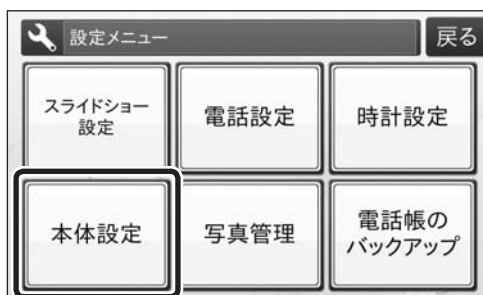 設定メニュー
戻る
スライドショー
設定
電話設定
時計設定
本体設定
写真管理
電話帳の
バックアップ